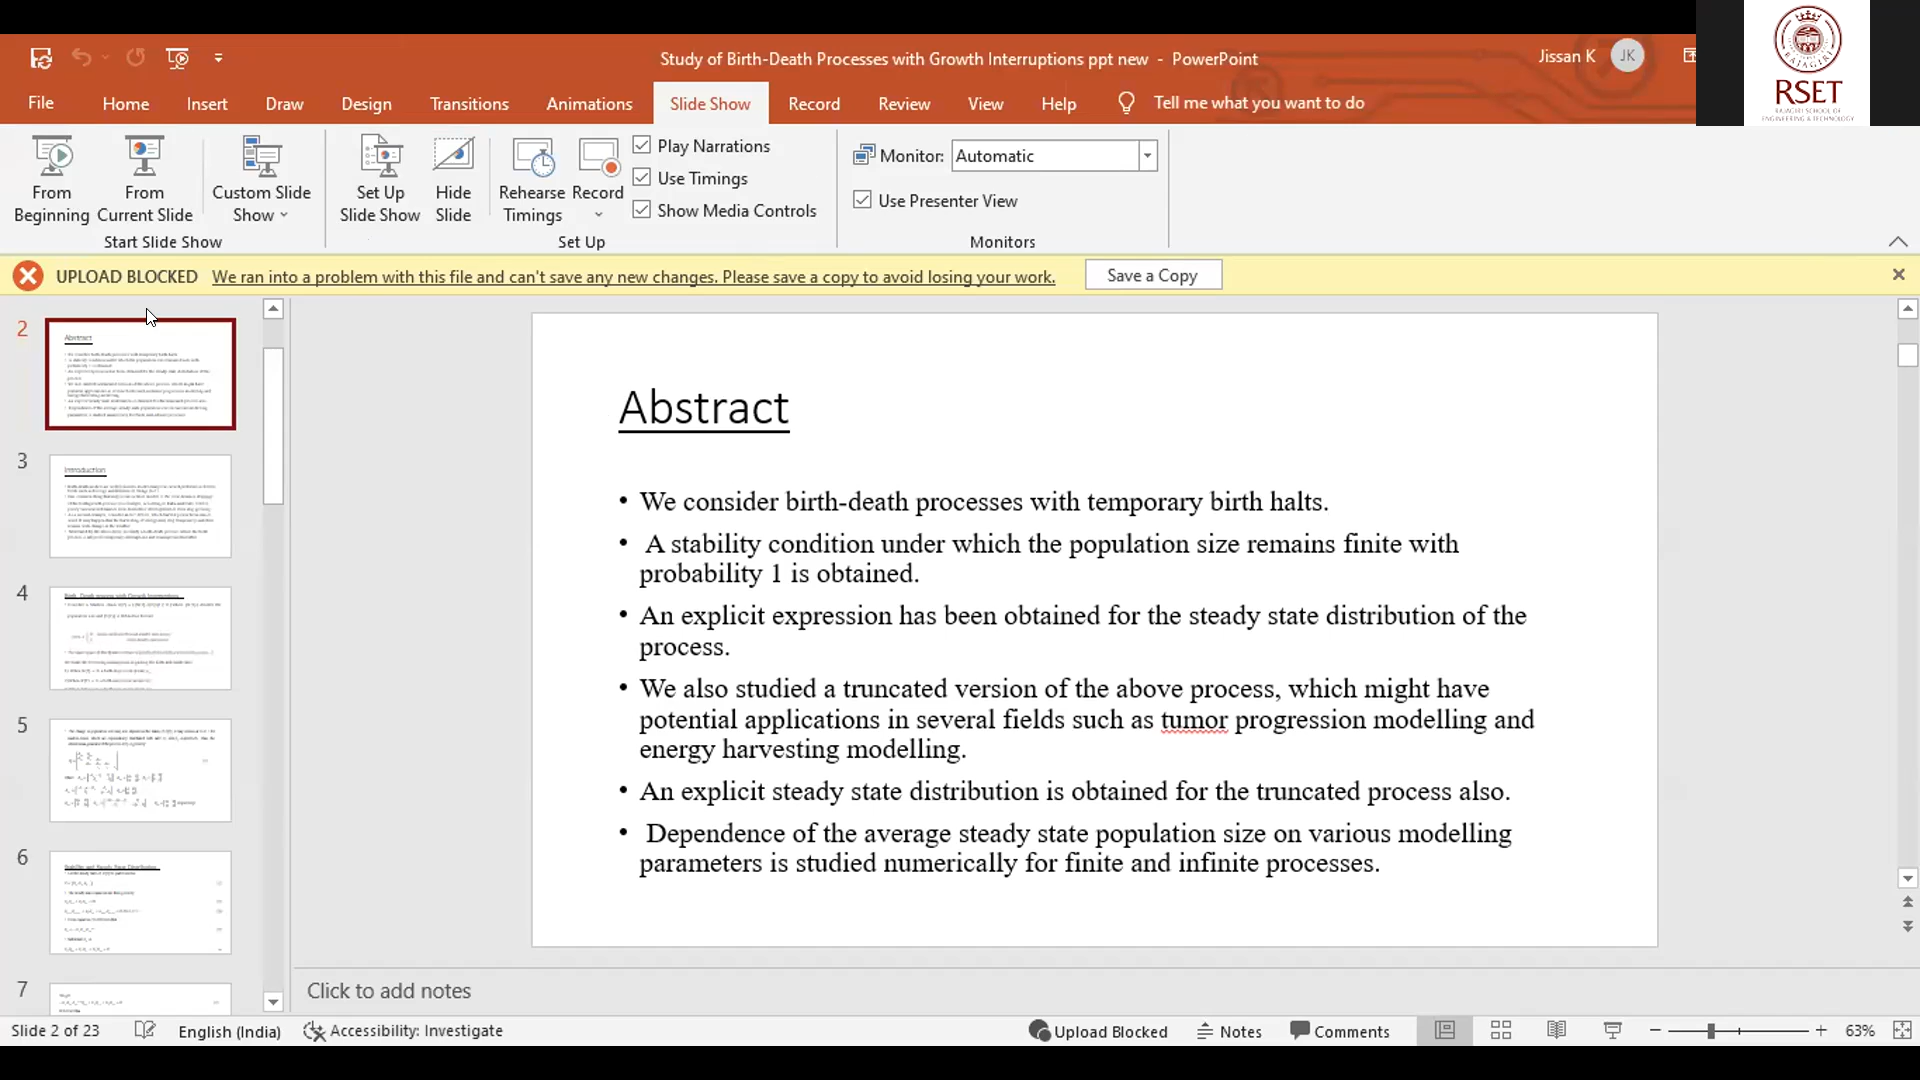 Study of Birth-Death Processes with Growth Interruptions ppt new - PowerPoint
Jissan K
JK
RSET
RAJAGIRI SCHOOL OF
ENGINEERING & TECHNOLOGY
File Home Insert Draw Design Transitions Animations Slide Show Record Review View Help Tell me what you want to do
From Beginning
From Current Slide
Custom Slide Show
Start Slide Show
Set Up Slide Show
Hide Slide
Rehearse Timings
Record
Play Narrations
Use Timings
Show Media Controls
Set Up
Monitor: Automatic
Use Presenter View
Monitors
UPLOAD BLOCKED We ran into a problem with this file and can't save any new changes. Please save a copy to avoid losing your work. Save a Copy
2
Abstract
3
Introduction
4
5
6
7
Abstract
• We consider birth-death processes with temporary birth halts.
• A stability condition under which the population size remains finite with
probability 1 is obtained.
• An explicit expression has been obtained for the steady state distribution of the
process.
• We also studied a truncated version of the above process, which might have
potential applications in several fields such as tumor progression modelling and
energy harvesting modelling.
• An explicit steady state distribution is obtained for the truncated process also.
• Dependence of the average steady state population size on various modelling
parameters is studied numerically for finite and infinite processes.
Click to add notes
Slide 2 of 23 English (India) Accessibility: Investigate Upload Blocked Notes Comments 63%